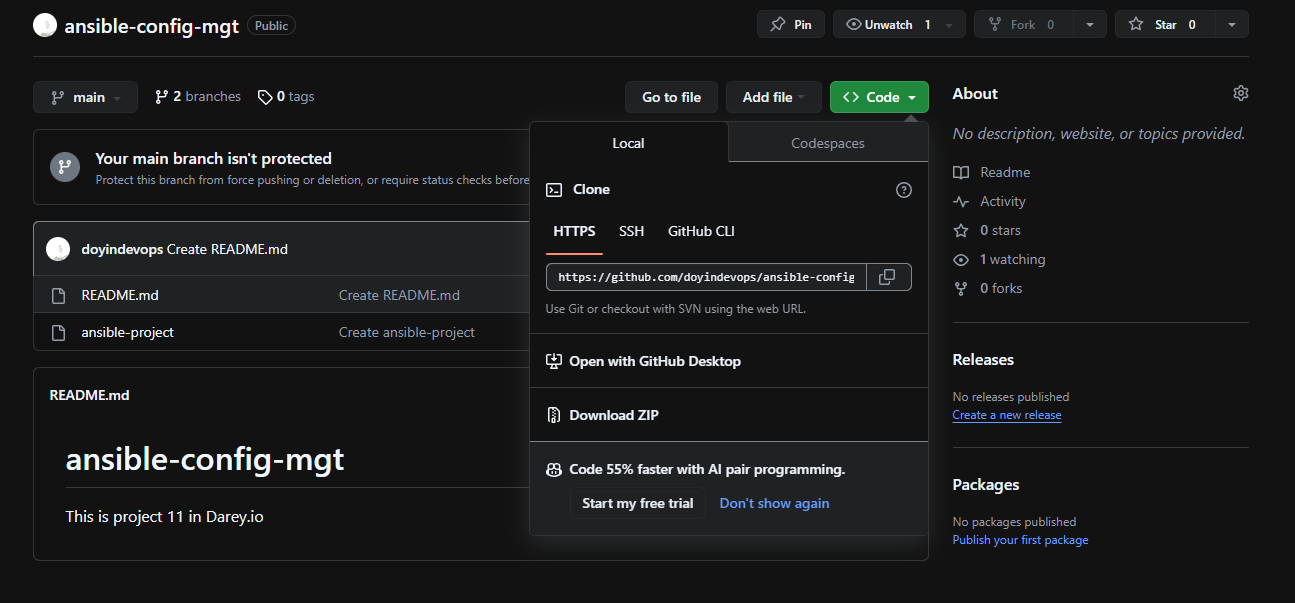 ansible-config-mgt Public Pin Unwatch 1 Fork 0 Star 0
main 2 branches 0 tags Go to file Add file Code
Your main branch isn't protected
Protect this branch from force pushing or deletion, or require status checks before
doyindevops Create README.md
README.md Create README.md
ansible-project Create ansible-project
README.md
ansible-config-mgt
This is project 11 in Darey.io
Local Codespaces
Clone
HTTPS SSH GitHub CLI
https://github.com/doyindevops/ansible-config
Use Git or checkout with SVN using the web URL.
Open with GitHub Desktop
Download ZIP
Code 55% faster with AI pair programming.
Start my free trial Don't show again
About
No description, website, or topics provided.
Readme
Activity
0 stars
1 watching
0 forks
Releases
No releases published
Create a new release
Packages
No packages published
Publish your first package